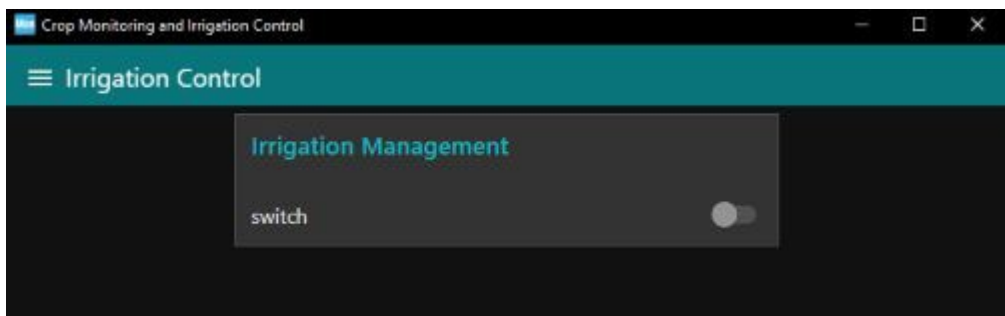 Crop Monitoring and Irrigation Control
Irrigation Control
Irrigation Management
switch